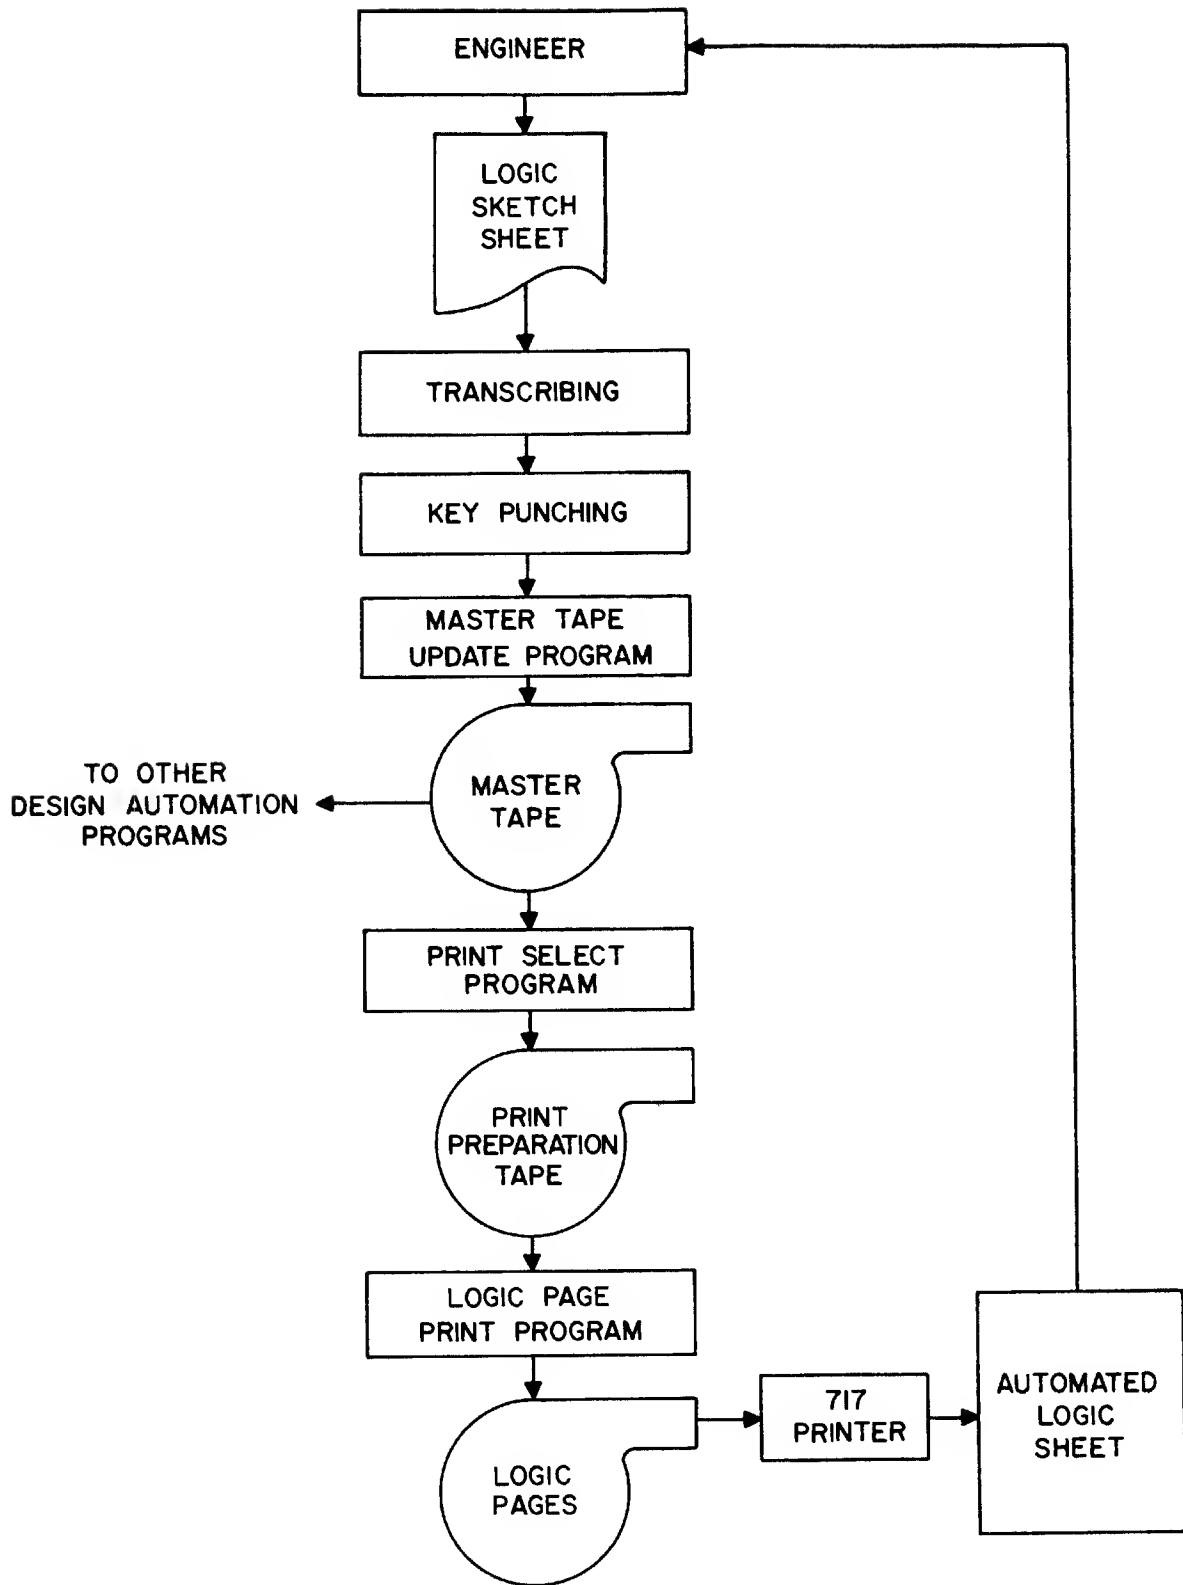 ENGINEER
LOGIC
SKETCH
SHEET
TRANSCRIBING
KEY PUNCHING
MASTER TAPE
UPDATE PROGRAM
MASTER
TAPE
TO OTHER
DESIGN AUTOMATION
PROGRAMS
PRINT SELECT
PROGRAM
PRINT
PREPARATION
TAPE
LOGIC PAGE
PRINT PROGRAM
LOGIC
PAGES
717
PRINTER
AUTOMATED
LOGIC
SHEET